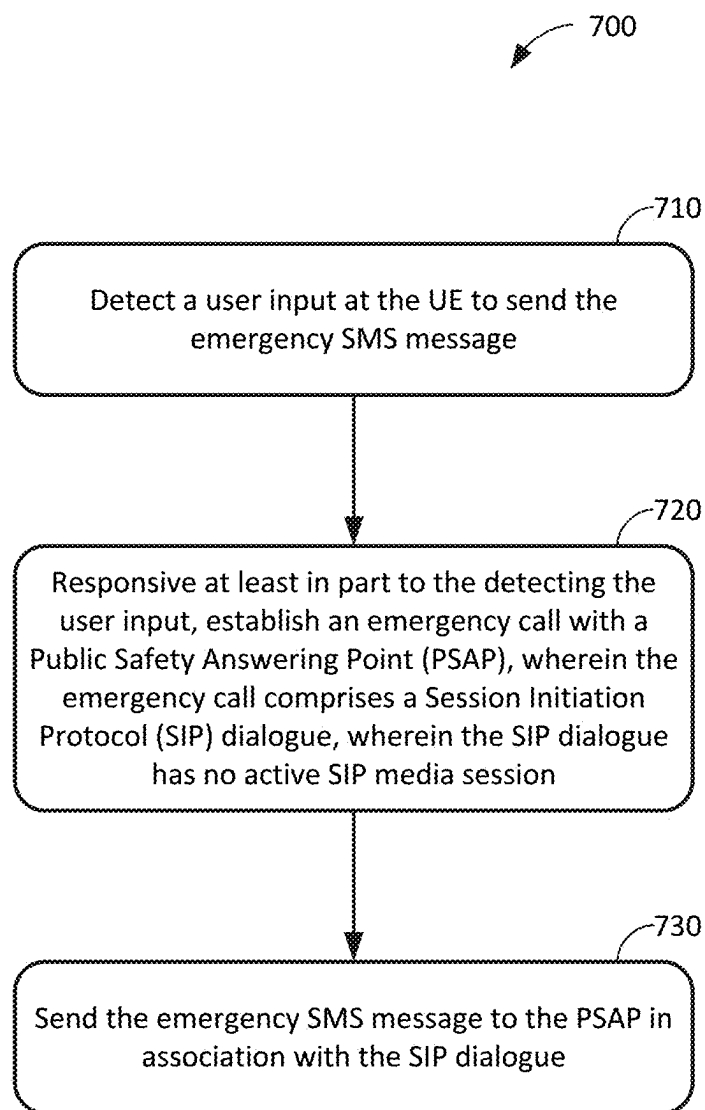 700
710
Detect a user input at the UE to send the
emergency SMS message
720
Responsive at least in part to the detecting the
user input, establish an emergency call with a
Public Safety Answering Point (PSAP), wherein the
emergency call comprises a Session Initiation
Protocol (SIP) dialogue, wherein the SIP dialogue
has no active SIP media session
730
Send the emergency SMS message to the PSAP in
association with the SIP dialogue